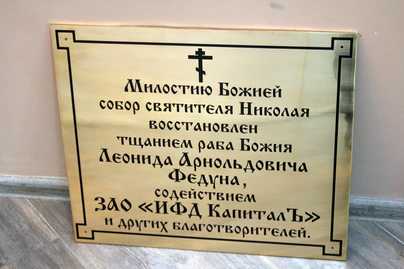 Милостию Божией
собор святителя Николая
восстановлен
тщанием раба Божия
Леонида Арнольдовича
Федуна,
содействием
ЗАО «ИФД КапиталЪ»
и других благотворителей.